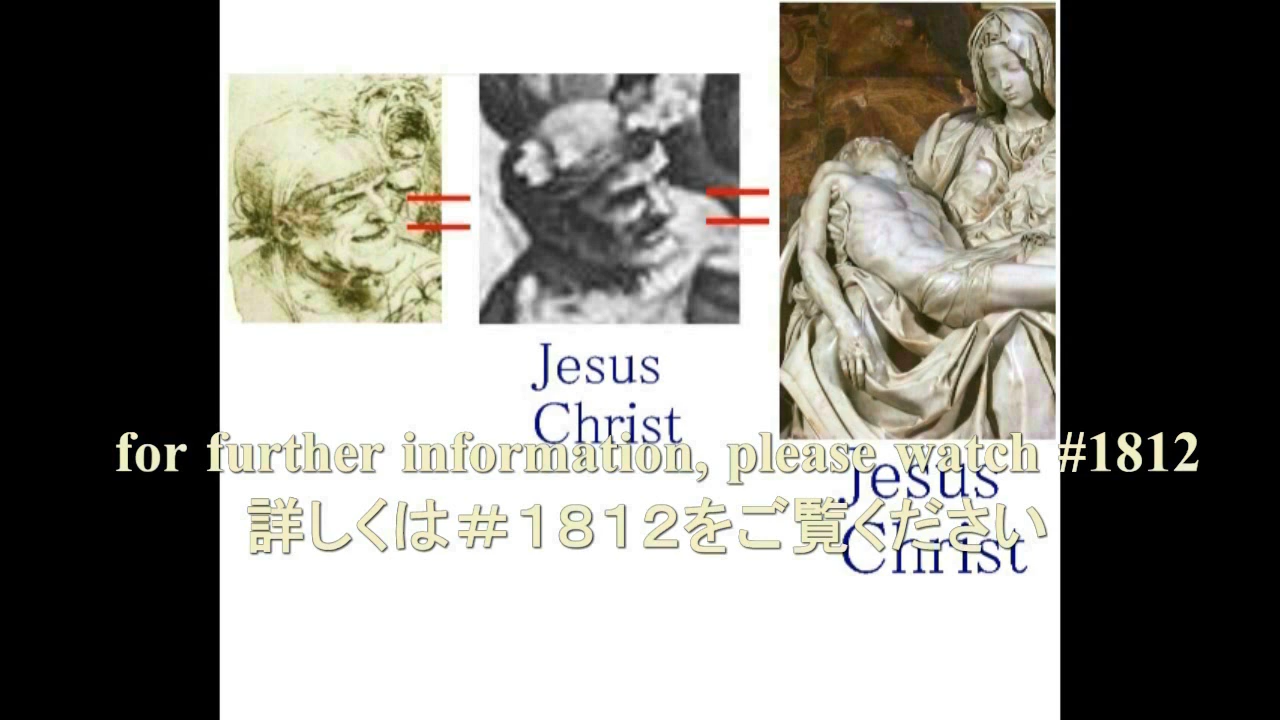 Jesus
Christ
for further information, please watch #1812
Jesus
詳しくは＃１８１２をご覧ください
Christ